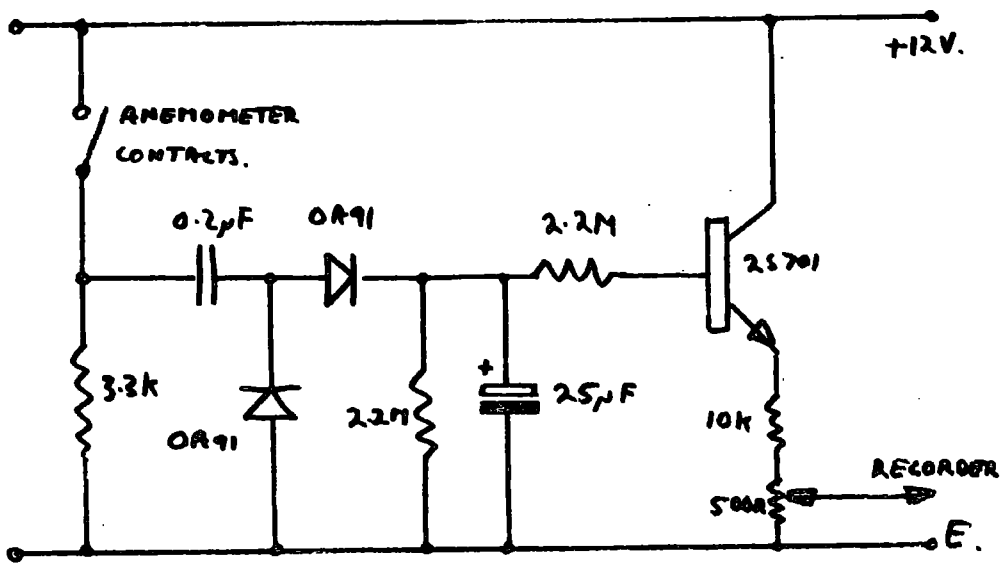 +12V.
ANEMOMETER
CONTACTS.
0.2µF
OA91
2.2M
2S701
3.3k
OA91
2.2M
+
25µF
10k
500R
RECORDER
E.